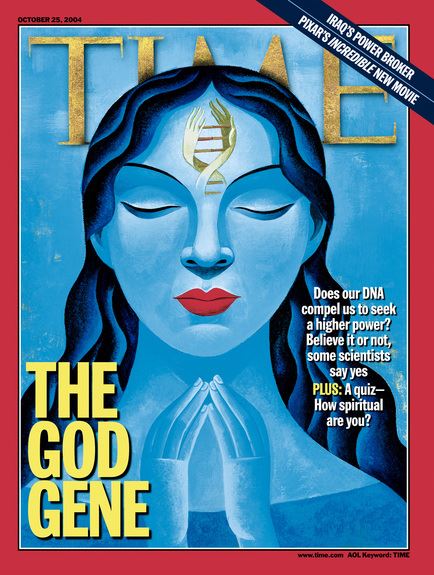 OCTOBER 25, 2004
IRAQ'S POWER BROKER
PIXAR'S INCREDIBLE NEW MOVIE
TIME
Does our DNA
compel us to seek
a higher power?
Believe it or not,
some scientists
say yes
PLUS: A quiz—
How spiritual
are you?
THE
GOD
GENE
www.time.com AOL Keyword: TIME